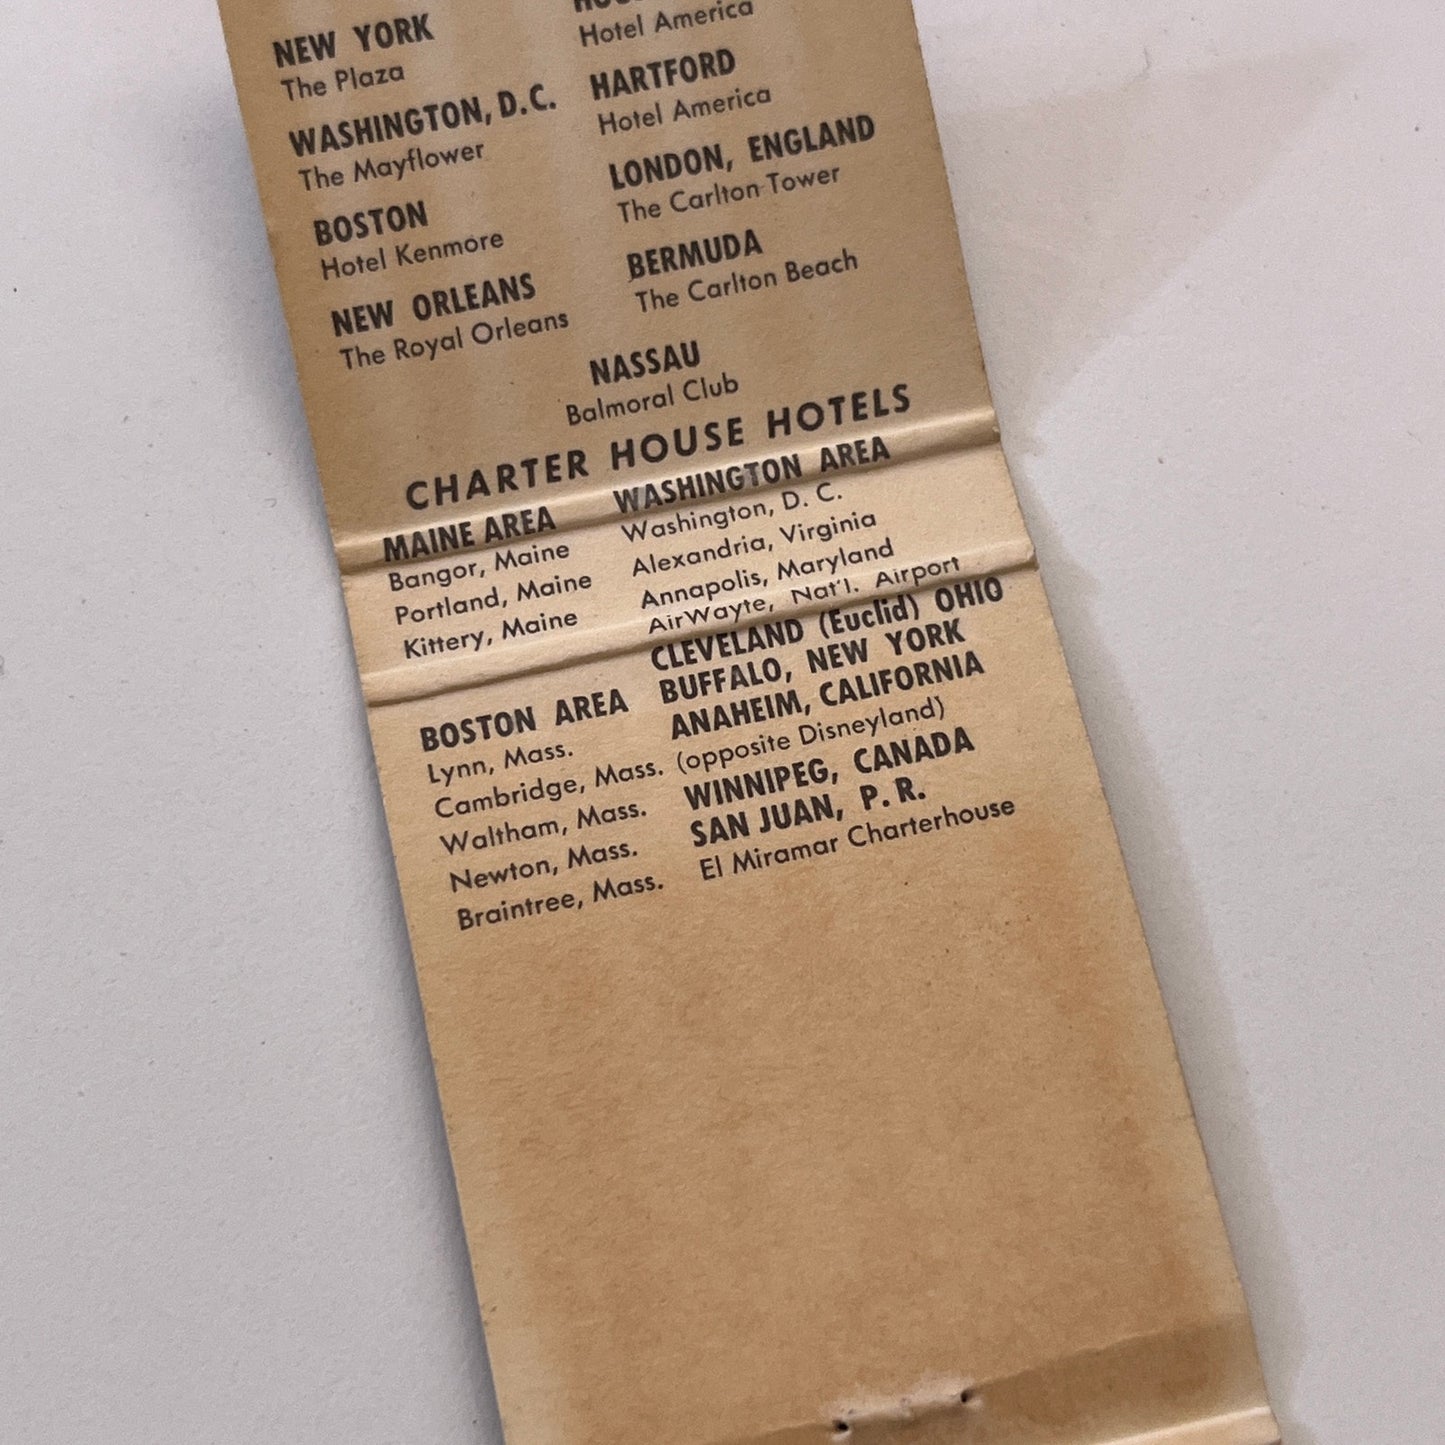 NEW YORK
The Plaza
WASHINGTON, D.C.
The Mayflower
BOSTON
Hotel Kenmore
NEW ORLEANS
The Royal Orleans
Hotel America
HARTFORD
Hotel America
LONDON, ENGLAND
The Carlton Tower
BERMUDA
The Carlton Beach
NASSAU
Balmoral Club
CHARTER HOUSE HOTELS
MAINE AREA
Bangor, Maine
Portland, Maine
Kittery, Maine
BOSTON AREA
Lynn, Mass.
Cambridge, Mass.
Waltham, Mass.
Newton, Mass.
Braintree, Mass.
WASHINGTON AREA
Washington, D. C.
Alexandria, Virginia
Annapolis, Maryland
AirWayte, Nat'l. Airport
CLEVELAND (Euclid) OHIO
BUFFALO, NEW YORK
ANAHEIM, CALIFORNIA
(opposite Disneyland)
WINNIPEG, CANADA
SAN JUAN, P. R.
El Miramar Charterhouse